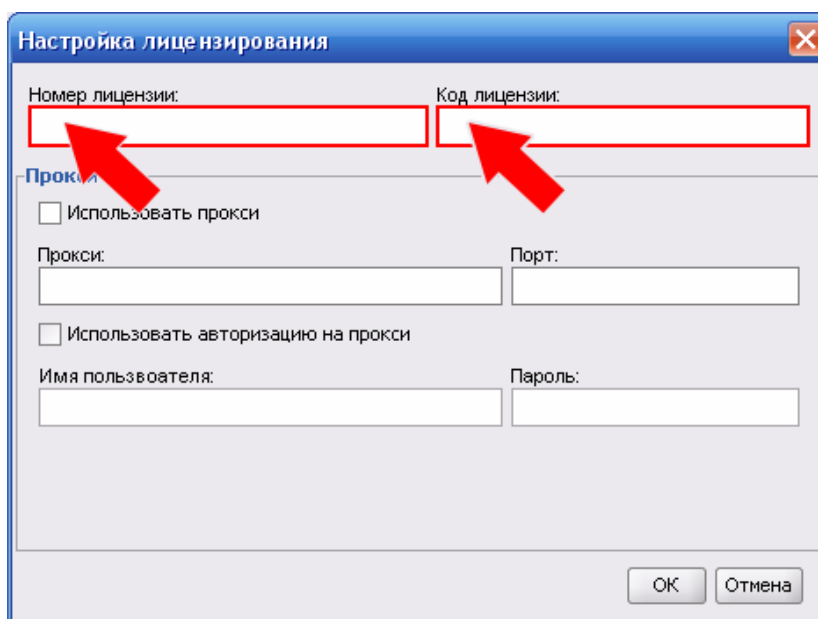 Настройка лицензирования
Номер лицензии: Код лицензии:
Прокси
Использовать прокси
Прокси: Порт:
Использовать авторизацию на прокси
Имя пользвоателя: Пароль:
ОК Отмена